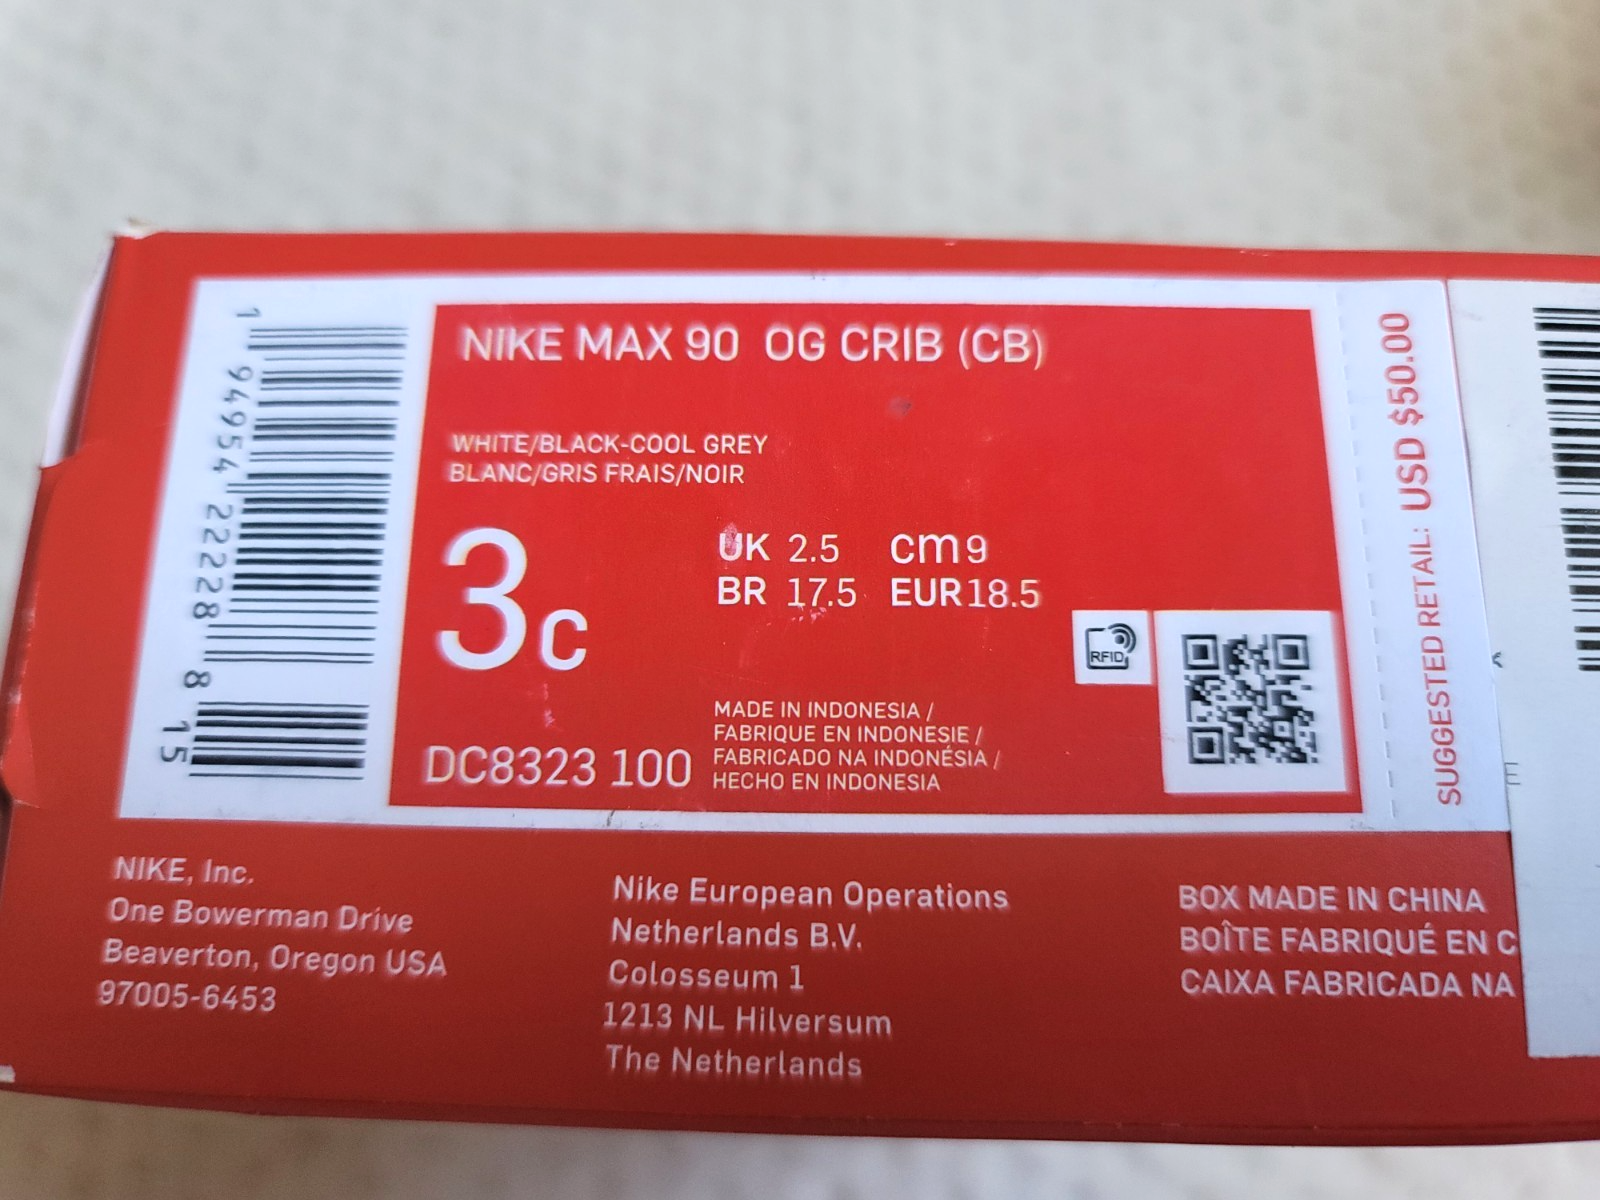 NIKE MAX 90 OG CRIB (CB)
WHITE/BLACK-COOL GREY
BLANC/GRIS FRAIS/NOIR
3c
UK 2.5 cm 9
BR 17.5 EUR 18.5
RFID
DC8323 100
MADE IN INDONESIA /
FABRIQUE EN INDONESIE /
FABRICADO NA INDONÉSIA /
HECHO EN INDONESIA
1 94954 22228 8 15
SUGGESTED RETAIL: USD $50.00
NIKE, Inc.
One Bowerman Drive
Beaverton, Oregon USA
97005-6453
Nike European Operations
Netherlands B.V.
Colosseum 1
1213 NL Hilversum
The Netherlands
BOX MADE IN CHINA
BOÎTE FABRIQUÉ EN C
CAIXA FABRICADA NA